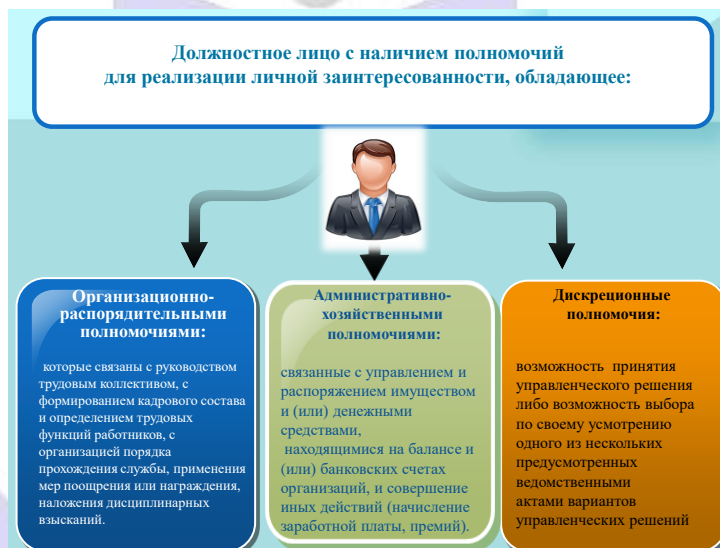 Должностное лицо с наличием полномочий
для реализации личной заинтересованности, обладающее:
Организационно-
распорядительными
полномочиями:
которые связаны с руководством
трудовым коллективом, с
формированием кадрового состава
и определением трудовых
функций работников, с
организацией порядка
прохождения службы, применения
мер поощрения или награждения,
наложения дисциплинарных
взысканий.
Административно-
хозяйственными
полномочиями:
связанные с управлением и
распоряжением имуществом
и (или) денежными
средствами,
находящимися на балансе и
(или) банковских счетах
организаций, и совершение
иных действий (начисление
заработной платы, премий).
Дискреционные
полномочия:
возможность принятия
управленческого решения
либо возможность выбора
по своему усмотрению
одного из нескольких
предусмотренных
ведомственными
актами вариантов
управленческих решений